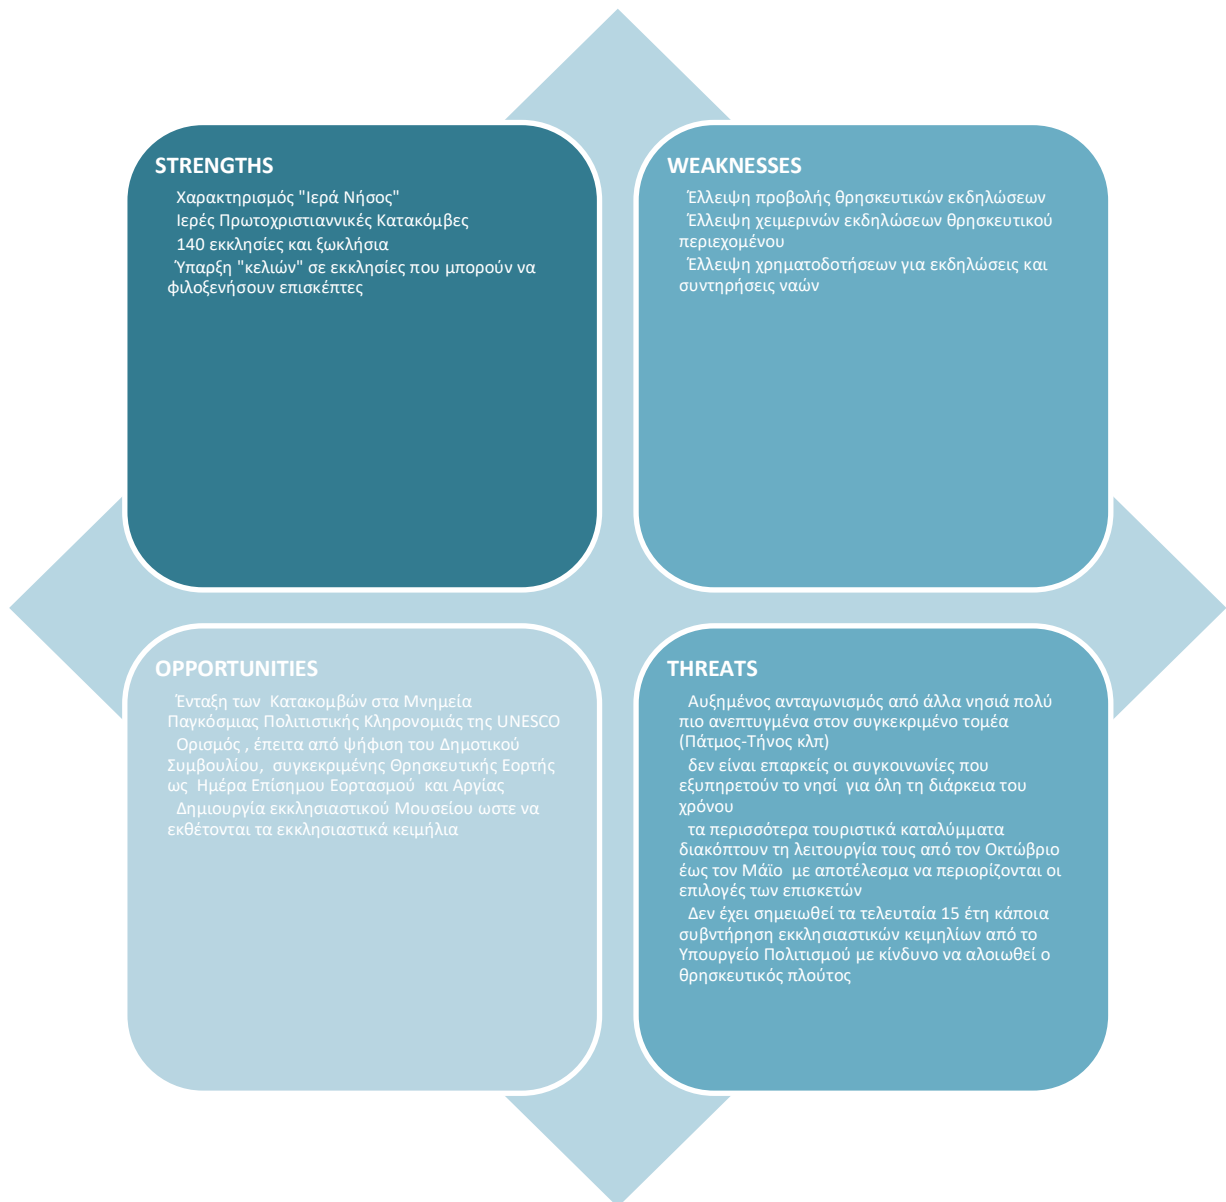 STRENGTHS
Χαρακτηρισμός "Ιερά Νήσος"
Ιερές Πρωτοχριστιαννικές Κατακόμβες
140 εκκλησίες και ξωκλήσια
Ύπαρξη "κελιών" σε εκκλησίες που μπορούν να
φιλοξενήσουν επισκέπτες
WEAKNESSES
Έλλειψη προβολής θρησκευτικών εκδηλώσεων
Έλλειψη χειμερινών εκδηλώσεων θρησκευτικού
περιεχομένου
Έλλειψη χρηματοδοτήσεων για εκδηλώσεις και
συντηρήσεις ναών
OPPORTUNITIES
Ένταξη των Κατακομβών στα Μνημεία
Παγκόσμιας Πολιτιστικής Κληρονομιάς της UNESCO
Ορισμός , έπειτα από ψήφιση του Δημοτικού
Συμβουλίου, συγκεκριμένης Θρησκευτικής Εορτής
ως Ημέρα Επίσημου Εορτασμού και Αργίας
Δημιουργία εκκλησιαστικού Μουσείου ωστε να
εκθέτονται τα εκκλησιαστικά κειμήλια
THREATS
Αυξημένος ανταγωνισμός από άλλα νησιά πολύ
πιο ανεπτυγμένα στον συγκεκριμένο τομέα
(Πάτμος-Τήνος κλπ)
δεν είναι επαρκείς οι συγκοινωνίες που
εξυπηρετούν το νησί για όλη τη διάρκεια του
χρόνου
τα περισσότερα τουριστικά καταλύμματα
διακόπτουν τη λειτουργία τους από τον Οκτώβριο
έως τον Μάϊο με αποτέλεσμα να περιορίζονται οι
επιλογές των επισκετών
Δεν έχει σημειωθεί τα τελευταία 15 έτη κάποια
συβντήρηση εκκλησιαστικών κειμηλίων από το
Υπουργείο Πολιτισμού με κίνδυνο να αλοιωθεί ο
θρησκευτικός πλούτος